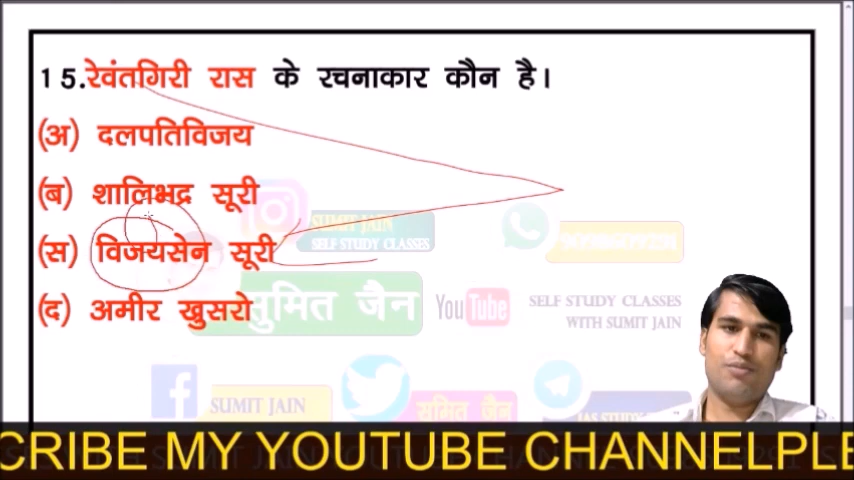 15.रेवंतगिरी रास के रचनाकार कौन है।
(अ) दलपतिविजय
(ब) शालिभद्र सूरी
SUMIT JAIN
SELF STUDY CLASSES
(स) विजयसेन सूरी
(द) अमीर खुसरो
सुमित जैन
YouTube
SELF STUDY CLASSES
WITH SUMIT JAIN
SUMIT JAIN
सुमित जैन
CRIBE MY YOUTUBE CHANNELPLE